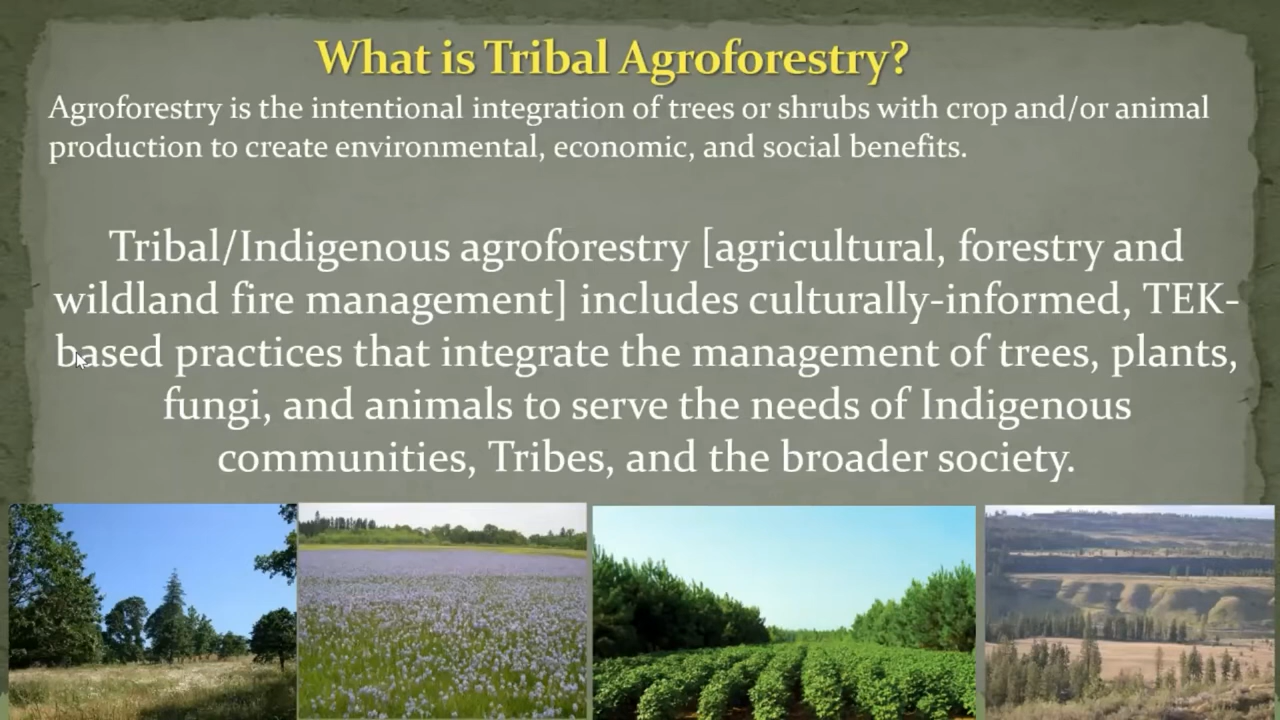 What is Tribal Agroforestry?
Agroforestry is the intentional integration of trees or shrubs with crop and/or animal
production to create environmental, economic, and social benefits.
Tribal/Indigenous agroforestry [agricultural, forestry and
wildland fire management] includes culturally-informed, TEK-
based practices that integrate the management of trees, plants,
fungi, and animals to serve the needs of Indigenous
communities, Tribes, and the broader society.